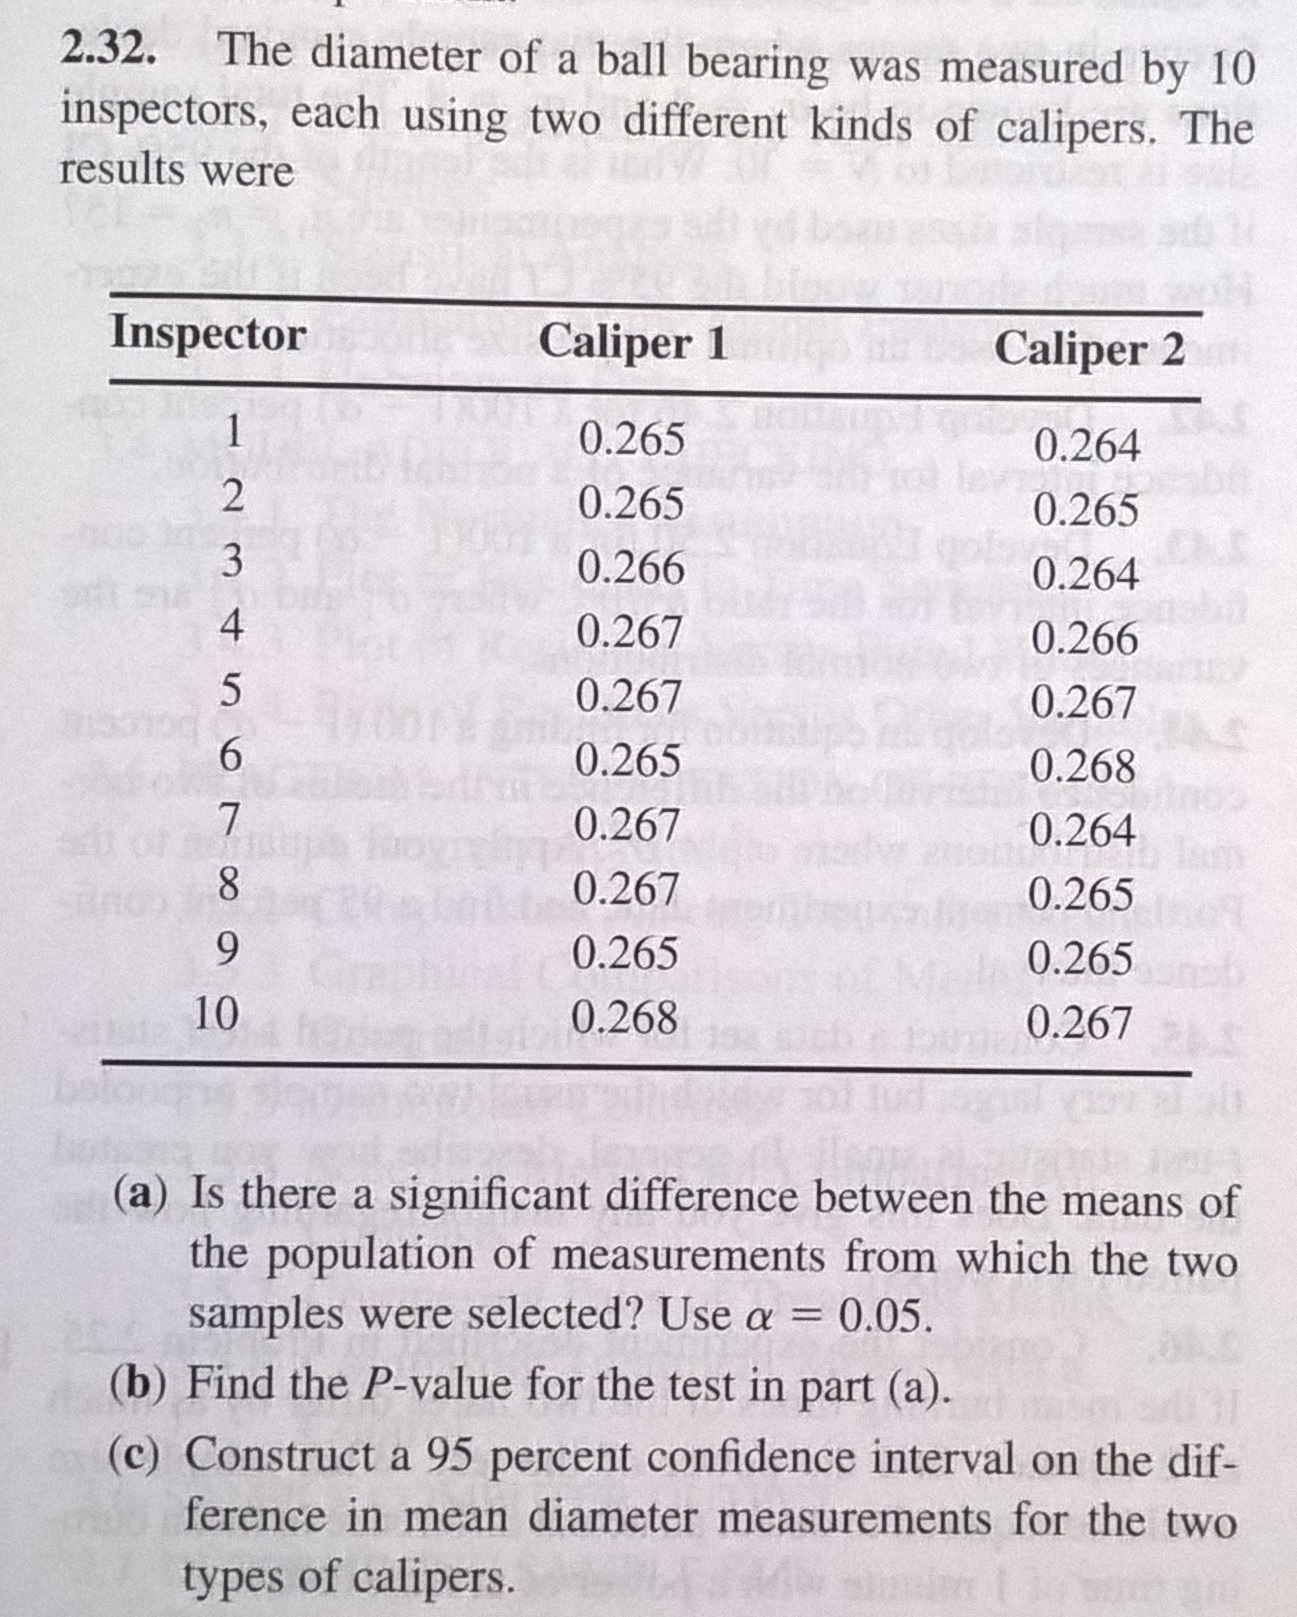 2.32. The diameter of a ball bearing was measured by 10
inspectors, each using two different kinds of calipers. The
results were
Inspector Caliper 1 Caliper 2
1 0.265 0.264
2 0.265 0.265
3 0.266 0.264
4 0.267 0.266
5 0.267 0.267
6 0.265 0.268
7 0.267 0.264
8 0.267 0.265
9 0.265 0.265
10 0.268 0.267
(a) Is there a significant difference between the means of
the population of measurements from which the two
samples were selected? Use α = 0.05.
(b) Find the P-value for the test in part (a).
(c) Construct a 95 percent confidence interval on the dif-
ference in mean diameter measurements for the two
types of calipers.